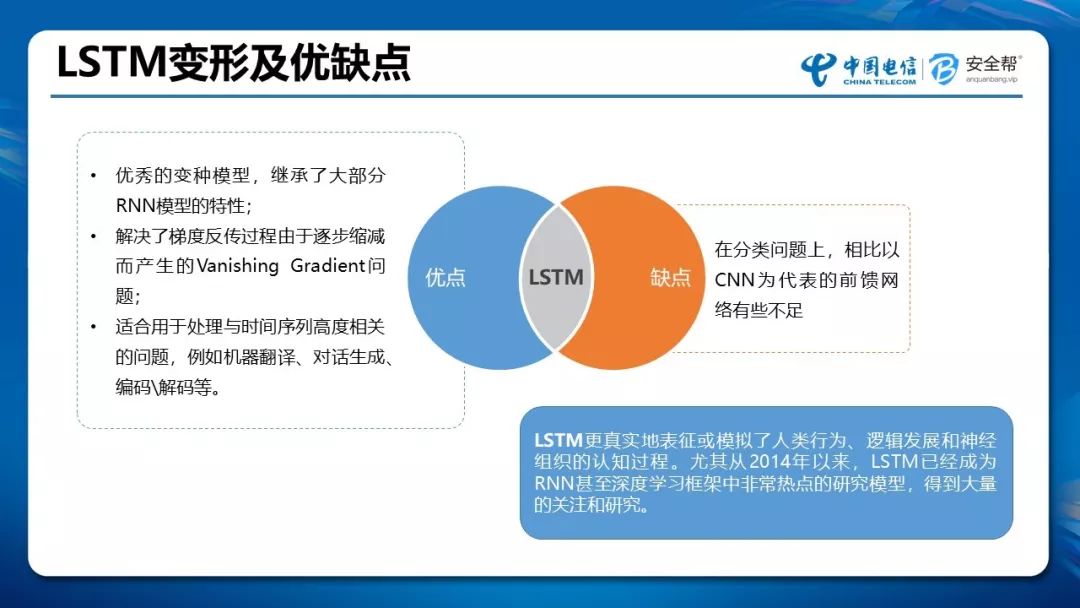 LSTM变形及优缺点
中国电信
CHINA TELECOM
安全帮®
anquanbang.vip
• 优秀的变种模型，继承了大部分
RNN模型的特性；
• 解决了梯度反传过程由于逐步缩减
而产生的Vanishing Gradient问
题；
• 适合用于处理与时间序列高度相关
的问题，例如机器翻译、对话生成、
编码\解码等。
优点
LSTM
缺点
在分类问题上，相比以
CNN为代表的前馈网
络有些不足
LSTM更真实地表征或模拟了人类行为、逻辑发展和神经
组织的认知过程。尤其从2014年以来，LSTM已经成为
RNN甚至深度学习框架中非常热点的研究模型，得到大量
的关注和研究。